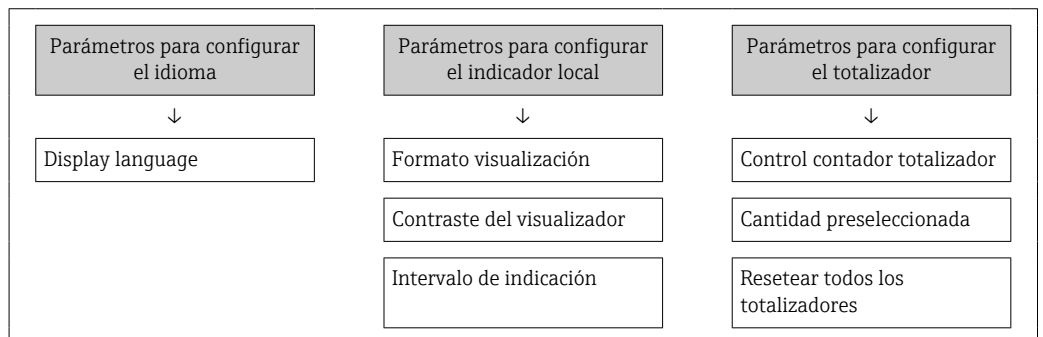 Parámetros para configurar
el idioma
↓
Display language
Parámetros para configurar
el indicador local
↓
Formato visualización
Contraste del visualizador
Intervalo de indicación
Parámetros para configurar
el totalizador
↓
Control contador totalizador
Cantidad preseleccionada
Resetear todos los
totalizadores